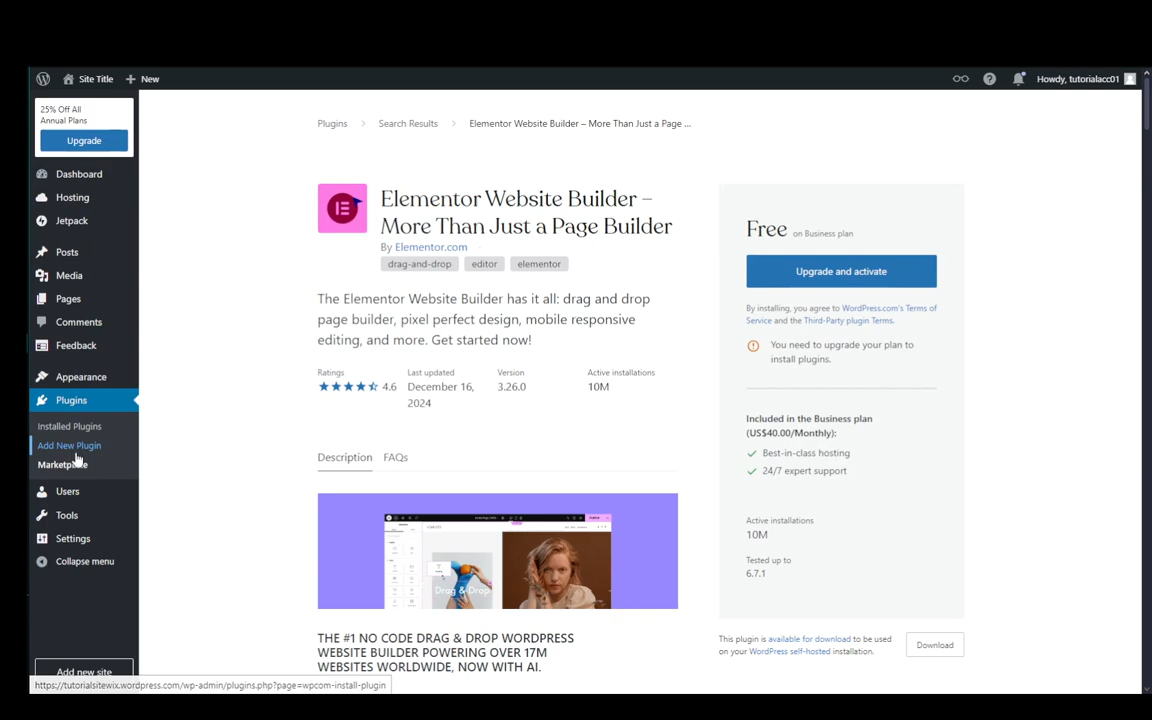 Site Title
New
Howdy, tutorialacc01
25% Off All
Annual Plans
Upgrade
Dashboard
Hosting
Jetpack
Posts
Media
Pages
Comments
Feedback
Appearance
Plugins
Installed Plugins
Add New Plugin
Marketplace
Users
Tools
Settings
Collapse menu
Add new site
Plugins > Search Results > Elementor Website Builder – More Than Just a Page ...
Elementor Website Builder –
More Than Just a Page Builder
By Elementor.com
drag-and-drop editor elementor
The Elementor Website Builder has it all: drag and drop
page builder, pixel perfect design, mobile responsive
editing, and more. Get started now!
Ratings
4.6
Last updated
December 16,
2024
Version
3.26.0
Active installations
10M
Description FAQs
Drag & Drop
THE #1 NO CODE DRAG & DROP WORDPRESS
WEBSITE BUILDER POWERING OVER 17M
WEBSITES WORLDWIDE, NOW WITH AI.
Free on Business plan
Upgrade and activate
By installing, you agree to WordPress.com's Terms of
Service and the Third-Party plugin Terms.
You need to upgrade your plan to
install plugins.
Included in the Business plan
(US$40.00/Monthly):
Best-in-class hosting
24/7 expert support
Active installations
10M
Tested up to
6.7.1
This plugin is available for download to be used
on your WordPress self-hosted installation.
Download
https://tutorialsitewix.wordpress.com/wp-admin/plugins.php?page=wpcom-install-plugin